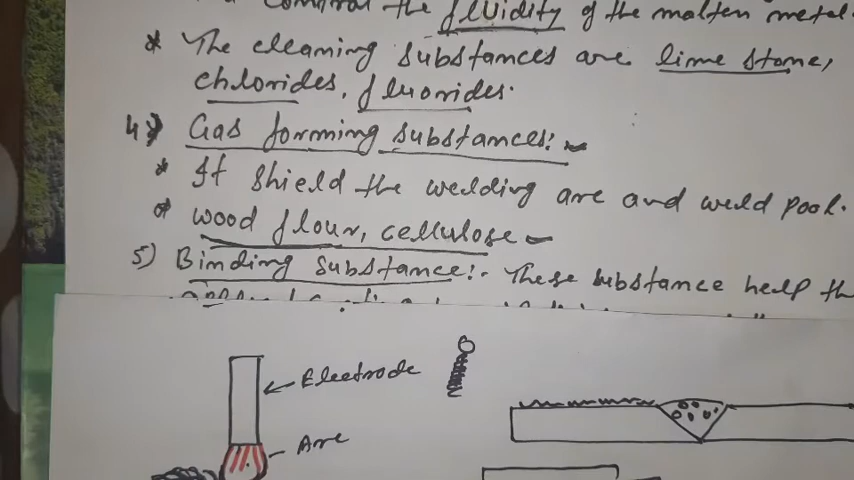 control the fluidity of the molten metal.
* The cleaning substances are lime stone,
chlorides, fluorides.
4) Gas forming substances:-
* It shield the welding arc and weld pool.
* wood flour, cellulose -
5) Binding substance:- These substance help the
← Electrode
Arc